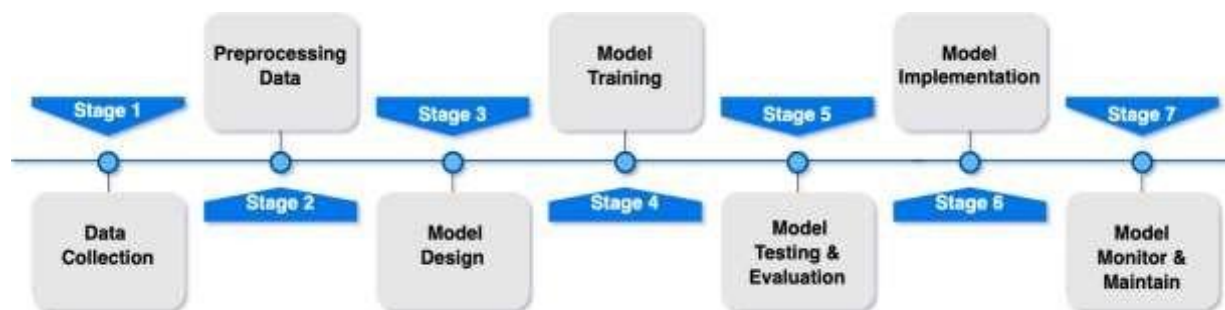 Stage 1
Data
Collection
Preprocessing
Data
Stage 2
Stage 3
Model
Design
Model
Training
Stage 4
Stage 5
Model
Testing &
Evaluation
Model
Implementation
Stage 6
Stage 7
Model
Monitor &
Maintain